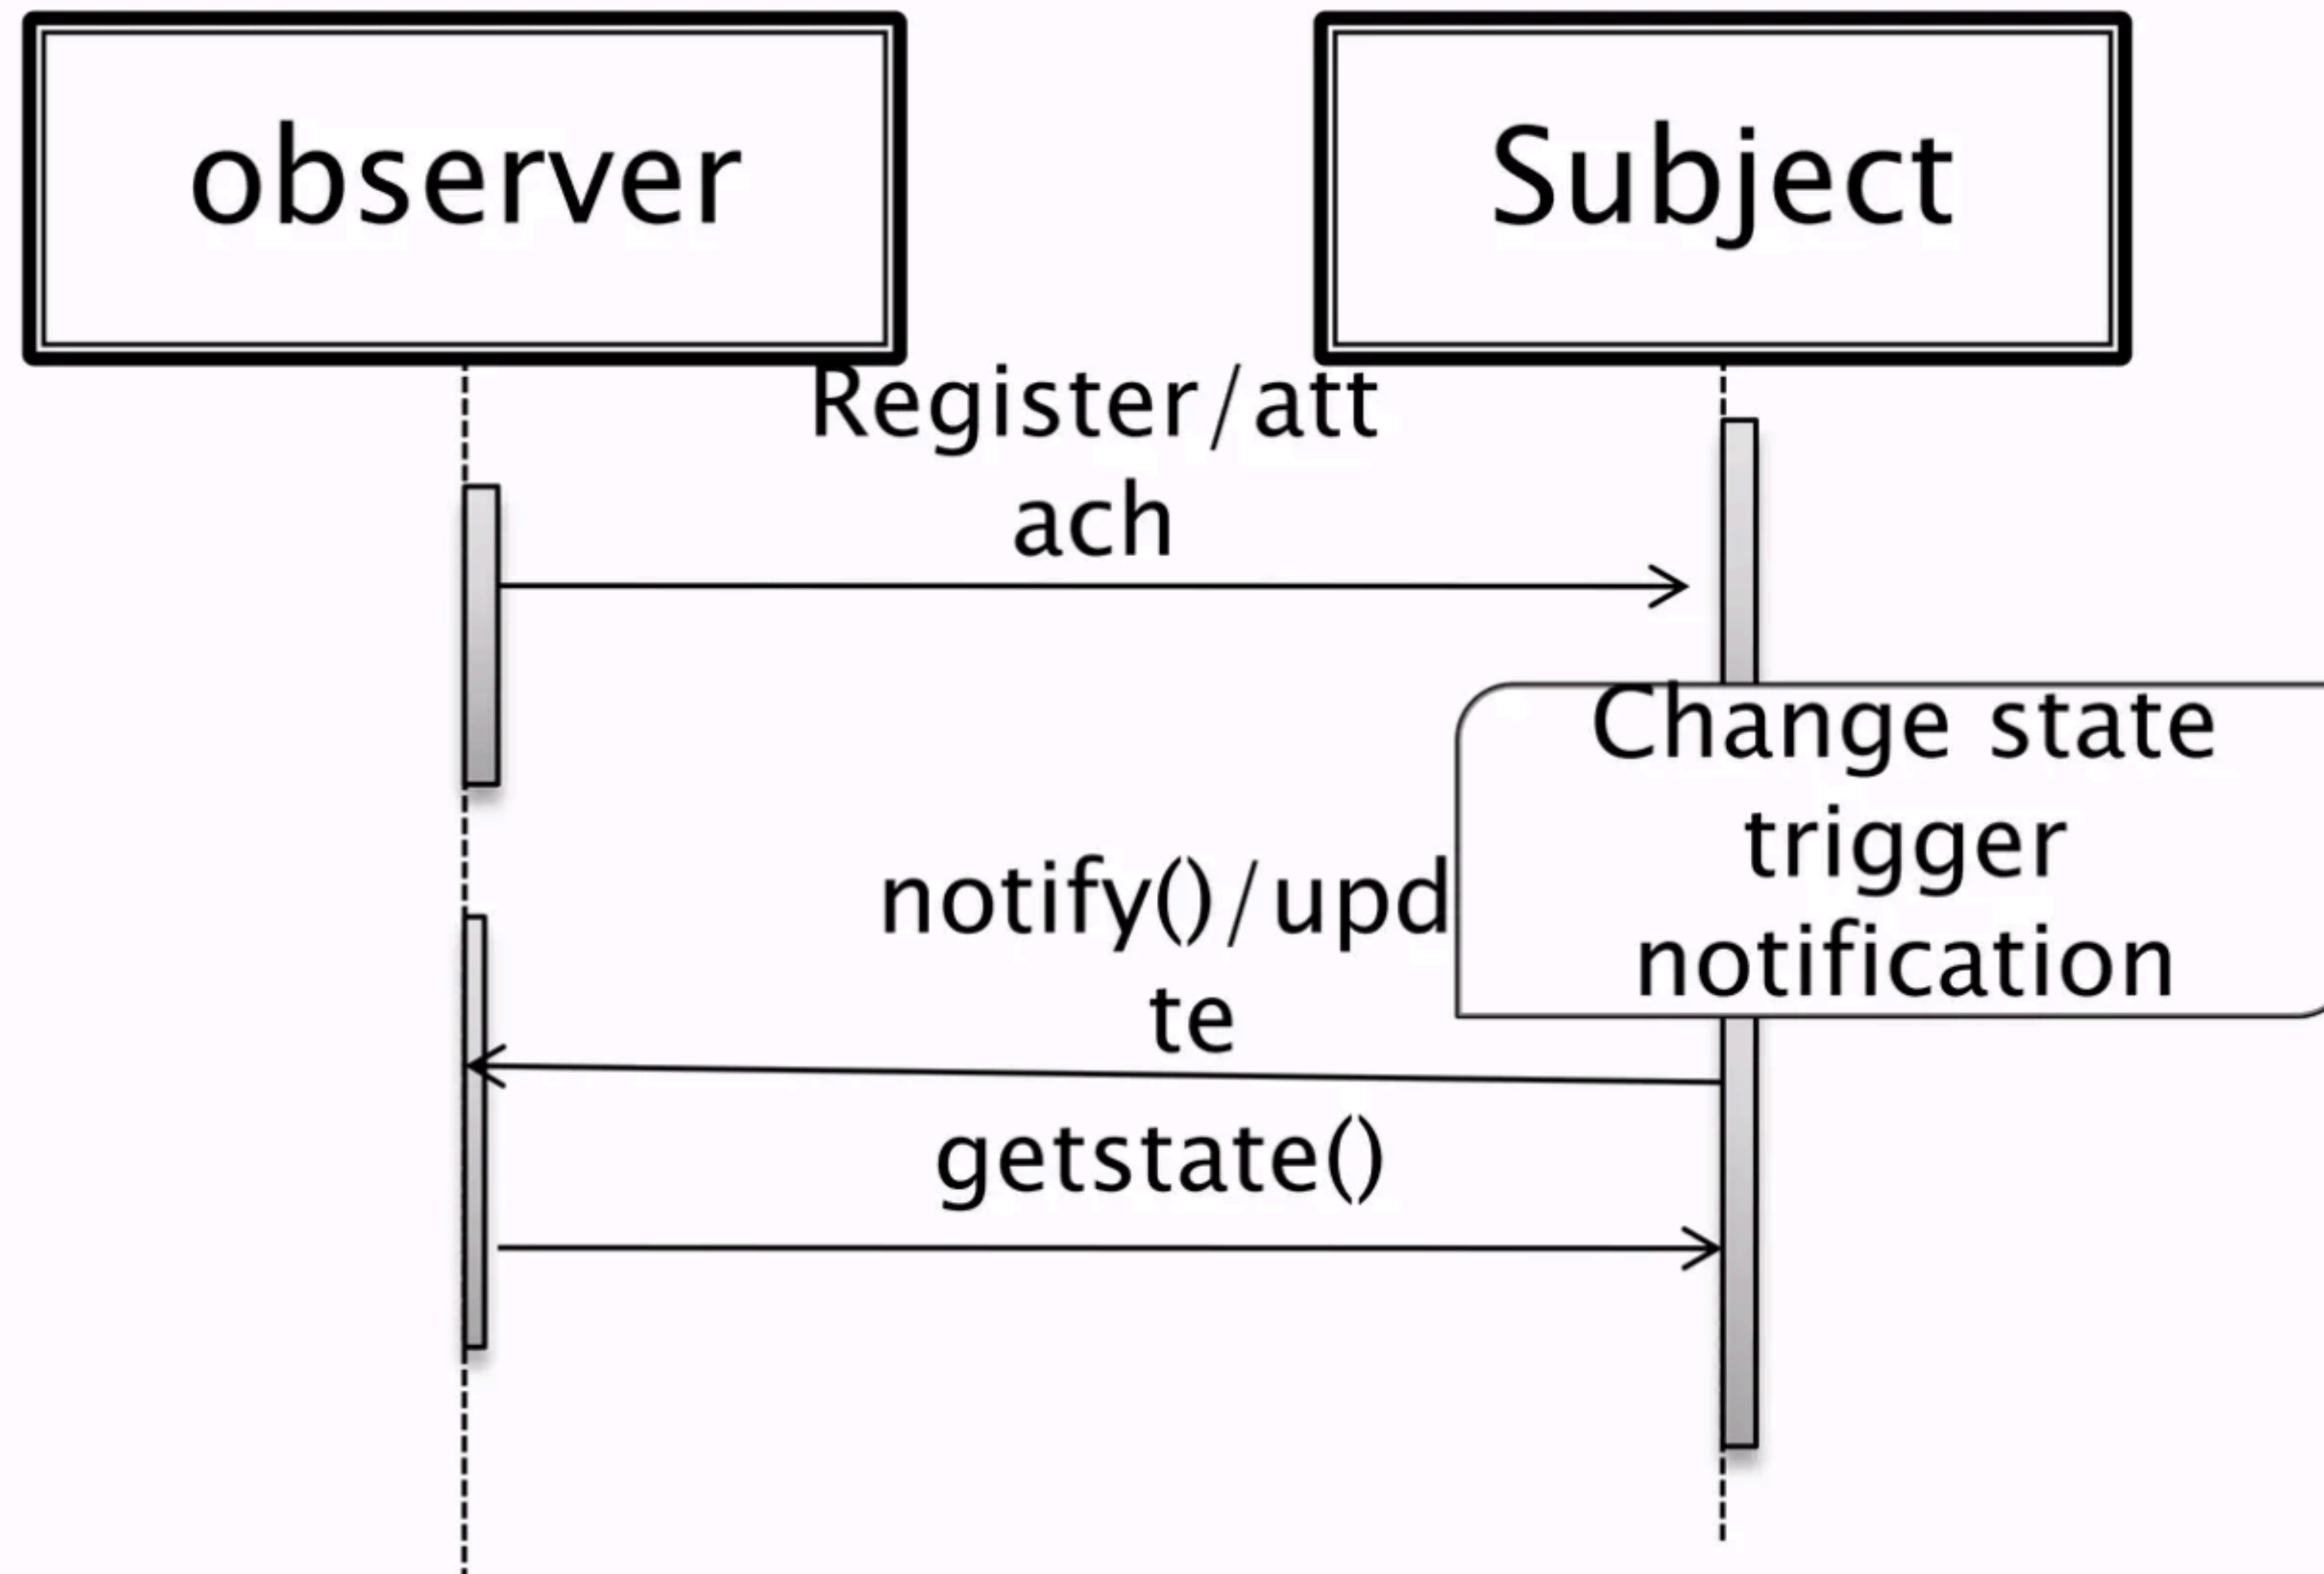 observer
Subject
Register/att
ach
Change state
trigger
notification
notify()/upd
te
getstate()